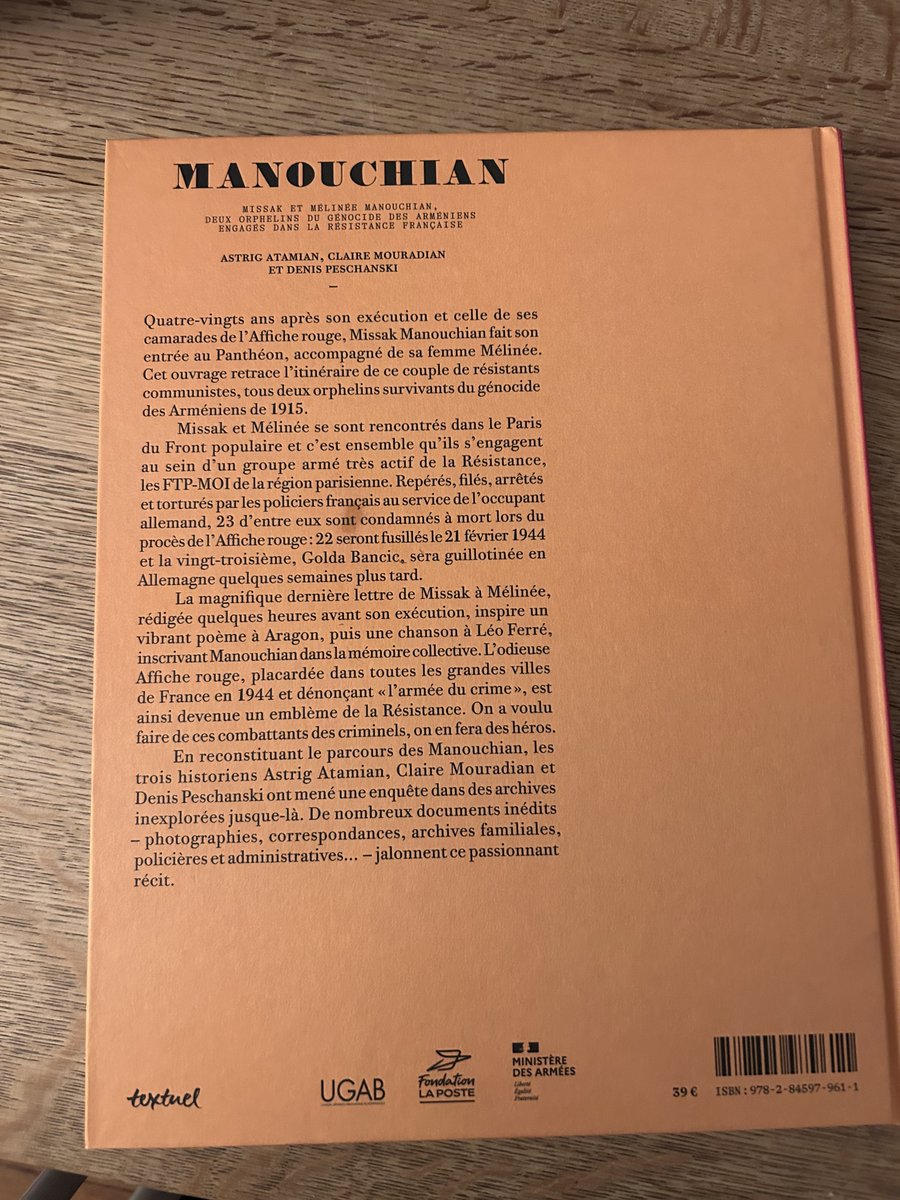 MANOUCHIAN
MISSAK ET MÉLINÉE MANOUCHIAN,
DEUX ORPHELINS DU GÉNOCIDE DES ARMÉNIENS
ENGAGÉS DANS LA RÉSISTANCE FRANÇAISE
ASTRIG ATAMIAN, CLAIRE MOURADIAN
ET DENIS PESCHANSKI
–
Quatre-vingts ans après son exécution et celle de ses
camarades de l’Affiche rouge, Missak Manouchian fait son
entrée au Panthéon, accompagné de sa femme Mélinée.
Cet ouvrage retrace l’itinéraire de ce couple de résistants
communistes, tous deux orphelins survivants du génocide
des Arméniens de 1915.
Missak et Mélinée se sont rencontrés dans le Paris
du Front populaire et c’est ensemble qu’ils s’engagent
au sein d’un groupe armé très actif de la Résistance,
les FTP-MOI de la région parisienne. Repérés, filés, arrêtés
et torturés par les policiers français au service de l’occupant
allemand, 23 d’entre eux sont condamnés à mort lors du
procès de l’Affiche rouge : 22 seront fusillés le 21 février 1944
et la vingt-troisième, Golda Bancic, sera guillotinée en
Allemagne quelques semaines plus tard.
La magnifique dernière lettre de Missak à Mélinée,
rédigée quelques heures avant son exécution, inspire un
vibrant poème à Aragon, puis une chanson à Léo Ferré,
inscrivant Manouchian dans la mémoire collective. L’odieuse
Affiche rouge, placardée dans toutes les grandes villes
de France en 1944 et dénonçant « l’armée du crime », est
ainsi devenue un emblème de la Résistance. On a voulu
faire de ces combattants des criminels, on en fera des héros.
En reconstituant le parcours des Manouchian, les
trois historiens Astrig Atamian, Claire Mouradian et
Denis Peschanski ont mené une enquête dans des archives
inexplorées jusque-là. De nombreux documents inédits
– photographies, correspondances, archives familiales,
policières et administratives… – jalonnent ce passionnant
récit.
textuel
UGAB
Fondation
LA POSTE
MINISTÈRE
DES ARMÉES
Liberté
Égalité
Fraternité
39 €
ISBN : 978-2-84597-961-1